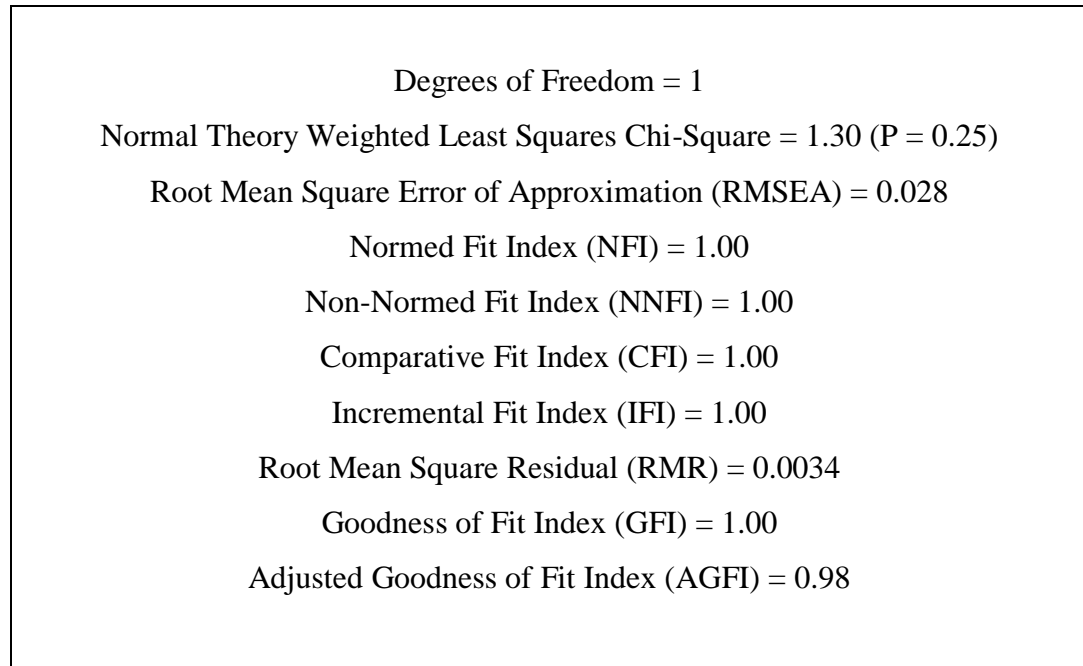 Degrees of Freedom = 1
Normal Theory Weighted Least Squares Chi-Square = 1.30 (P = 0.25)
Root Mean Square Error of Approximation (RMSEA) = 0.028
Normed Fit Index (NFI) = 1.00
Non-Normed Fit Index (NNFI) = 1.00
Comparative Fit Index (CFI) = 1.00
Incremental Fit Index (IFI) = 1.00
Root Mean Square Residual (RMR) = 0.0034
Goodness of Fit Index (GFI) = 1.00
Adjusted Goodness of Fit Index (AGFI) = 0.98